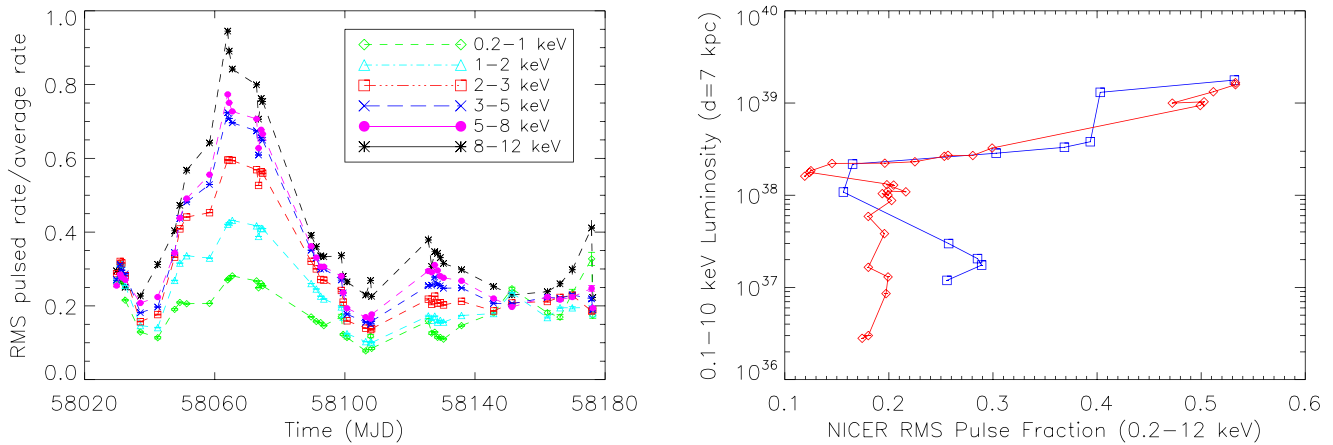 1.0
0.8
0.6
0.4
0.2
0.0
RMS pulsed rate/average rate
58020 58060 58100 58140 58180
Time (MJD)
0.2-1 keV
1-2 keV
2-3 keV
3-5 keV
5-8 keV
8-12 keV
10^39
10^38
10^37
10^36
0.1-10 keV Luminosity (d=7 kpc)
0.1 0.2 0.3 0.4 0.5 0.6
NICER RMS Pulse Fraction (0.2-12 keV)